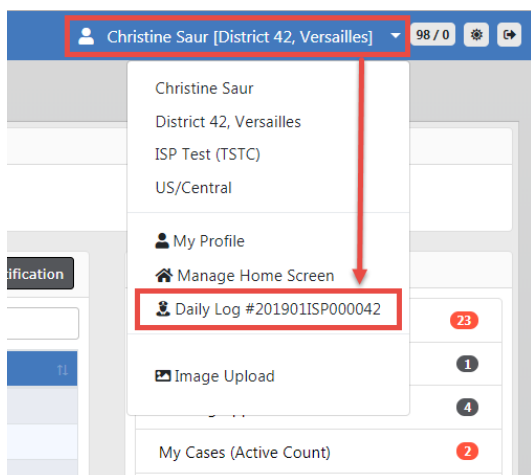 Christine Saur [District 42, Versailles]
98 / 0
Christine Saur
District 42, Versailles
ISP Test (TSTC)
US/Central
My Profile
ification
Manage Home Screen
Daily Log #201901ISP000042
23
1
Image Upload
4
My Cases (Active Count)
2